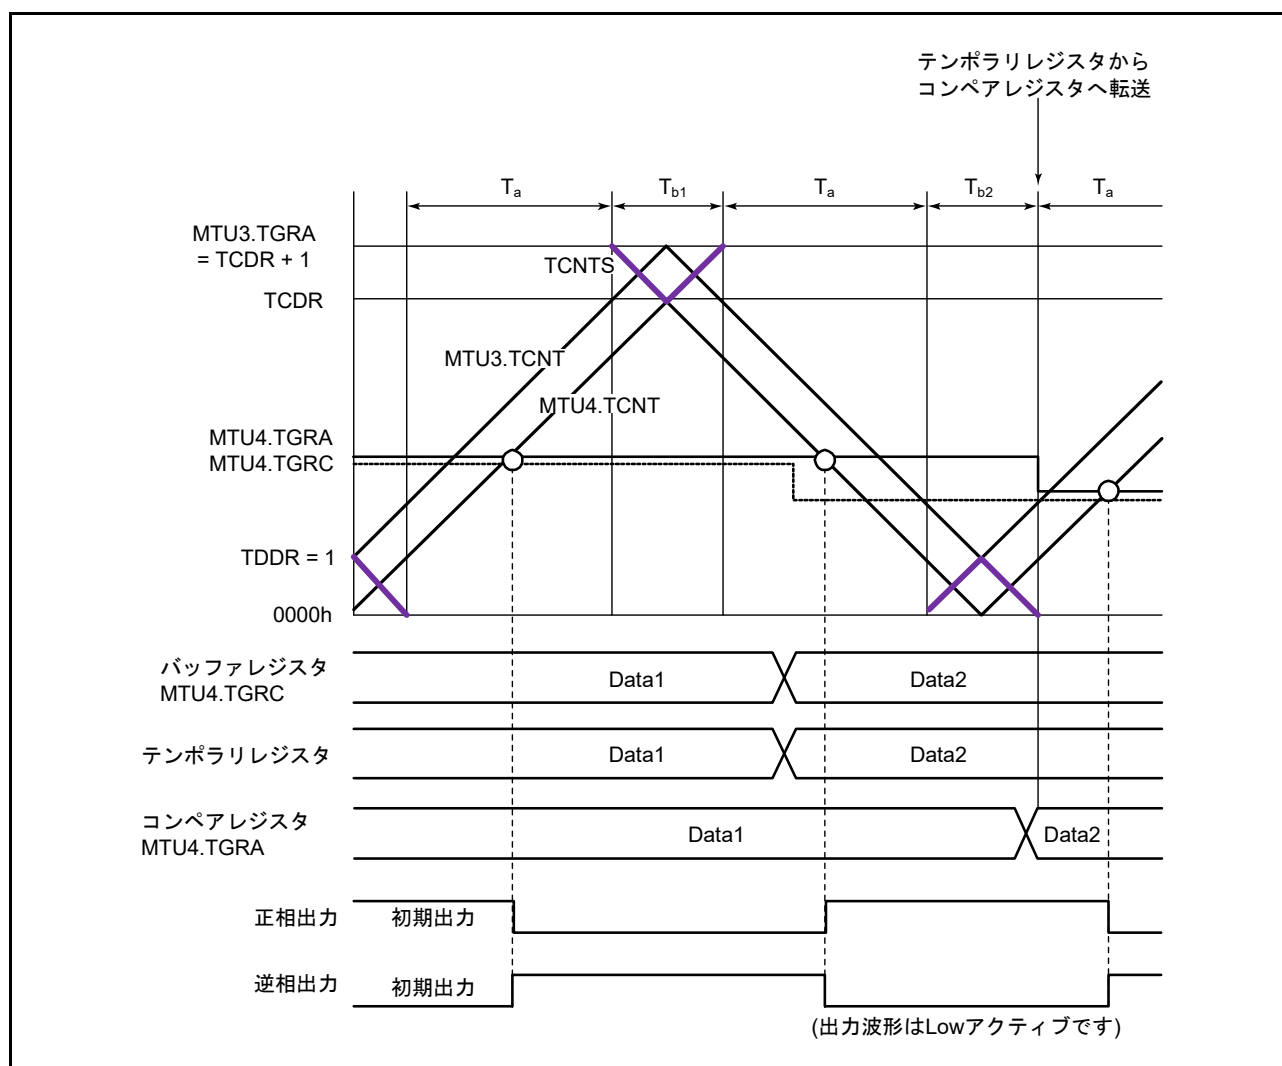 テンポラリレジスタから
コンペアレジスタへ転送
Ta Tb1 Ta Tb2 Ta
MTU3.TGRA
= TCDR + 1
TCNTS
TCDR
MTU3.TCNT
MTU4.TCNT
MTU4.TGRA
MTU4.TGRC
TDDR = 1
0000h
バッファレジスタ
MTU4.TGRC
Data1 Data2
テンポラリレジスタ
Data1 Data2
コンペアレジスタ
MTU4.TGRA
Data1 Data2
正相出力 初期出力
逆相出力 初期出力
(出力波形はLowアクティブです)